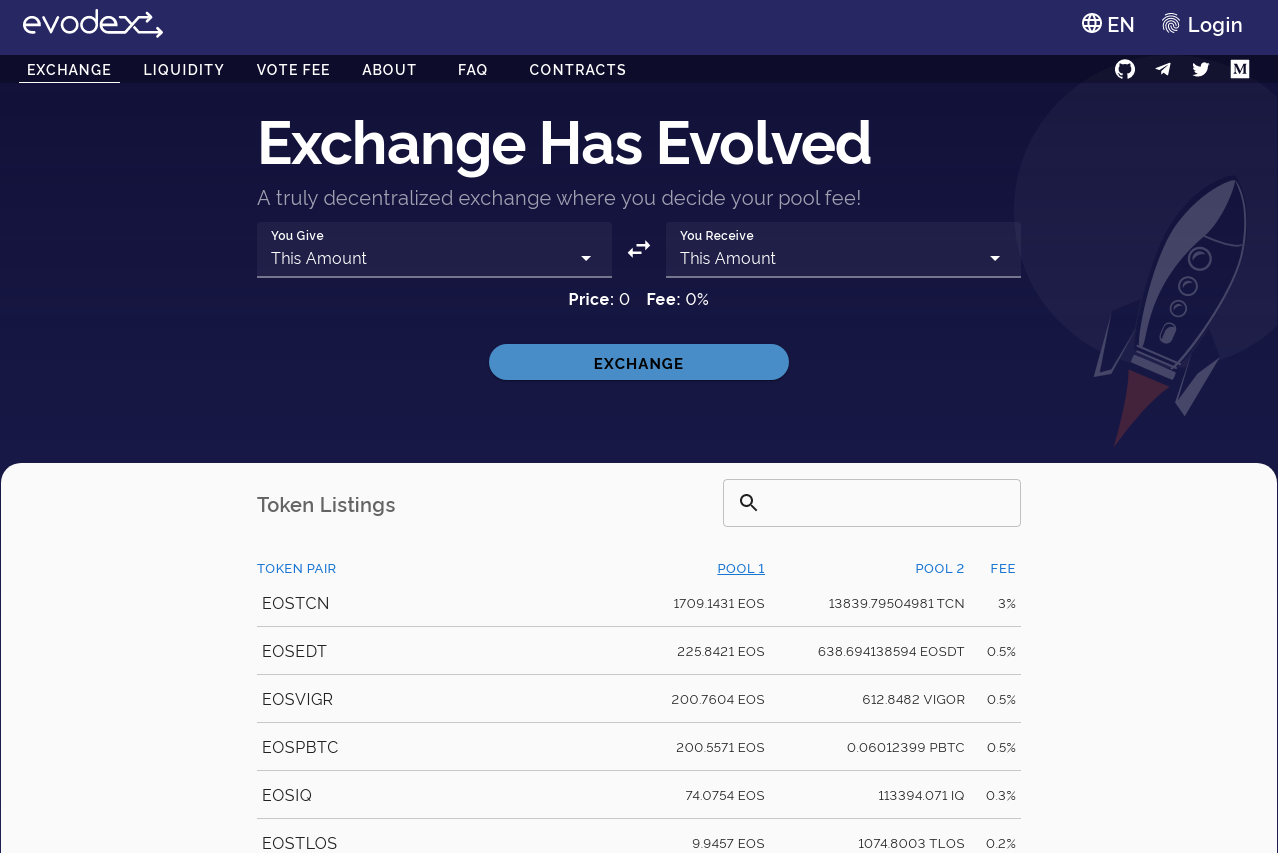 evodex
EN
Login
EXCHANGE
LIQUIDITY
VOTE FEE
ABOUT
FAQ
CONTRACTS
M
Exchange Has Evolved
A truly decentralized exchange where you decide your pool fee!
You Give
This Amount
You Receive
This Amount
Price: 0 Fee: 0%
EXCHANGE
Token Listings
TOKEN PAIR POOL 1 POOL 2 FEE
EOSTCN 1709.1431 EOS 13839.79504981 TCN 3%
EOSEDT 225.8421 EOS 638.694138594 EOSDT 0.5%
EOSVIGR 200.7604 EOS 612.8482 VIGOR 0.5%
EOSPBTC 200.5571 EOS 0.06012399 PBTC 0.5%
EOSIQ 74.0754 EOS 113394.071 IQ 0.3%
EOSTLOS 9.9457 EOS 1074.8003 TLOS 0.2%